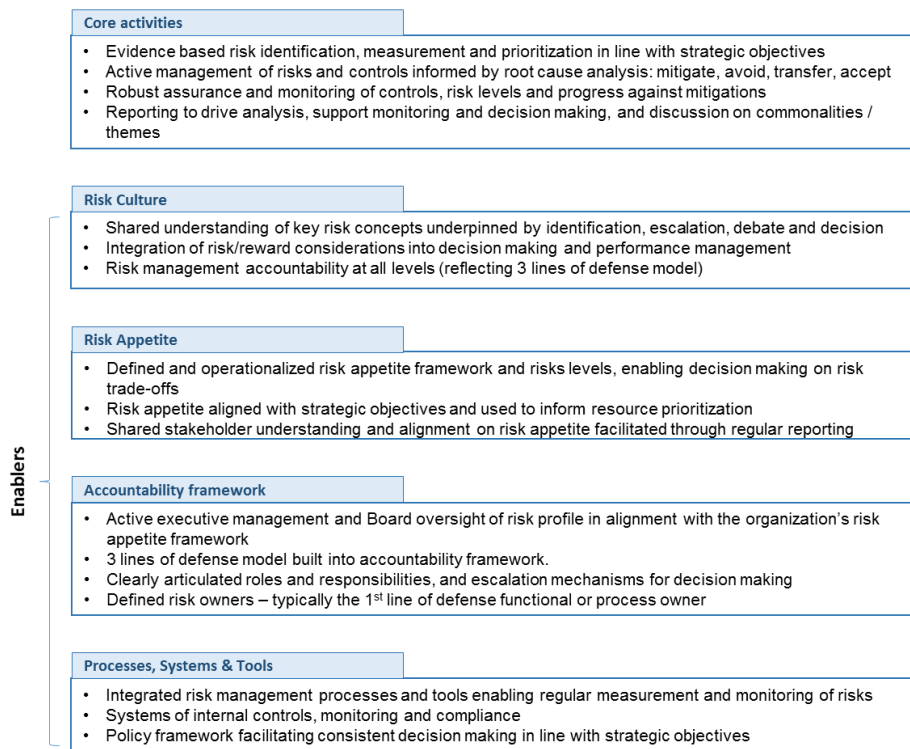 Core activities
• Evidence based risk identification, measurement and prioritization in line with strategic objectives
• Active management of risks and controls informed by root cause analysis: mitigate, avoid, transfer, accept
• Robust assurance and monitoring of controls, risk levels and progress against mitigations
• Reporting to drive analysis, support monitoring and decision making, and discussion on commonalities /
themes
Enablers
Risk Culture
• Shared understanding of key risk concepts underpinned by identification, escalation, debate and decision
• Integration of risk/reward considerations into decision making and performance management
• Risk management accountability at all levels (reflecting 3 lines of defense model)
Risk Appetite
• Defined and operationalized risk appetite framework and risks levels, enabling decision making on risk
trade-offs
• Risk appetite aligned with strategic objectives and used to inform resource prioritization
• Shared stakeholder understanding and alignment on risk appetite facilitated through regular reporting
Accountability framework
• Active executive management and Board oversight of risk profile in alignment with the organization's risk
appetite framework
• 3 lines of defense model built into accountability framework.
• Clearly articulated roles and responsibilities, and escalation mechanisms for decision making
• Defined risk owners – typically the 1st line of defense functional or process owner
Processes, Systems & Tools
• Integrated risk management processes and tools enabling regular measurement and monitoring of risks
• Systems of internal controls, monitoring and compliance
• Policy framework facilitating consistent decision making in line with strategic objectives